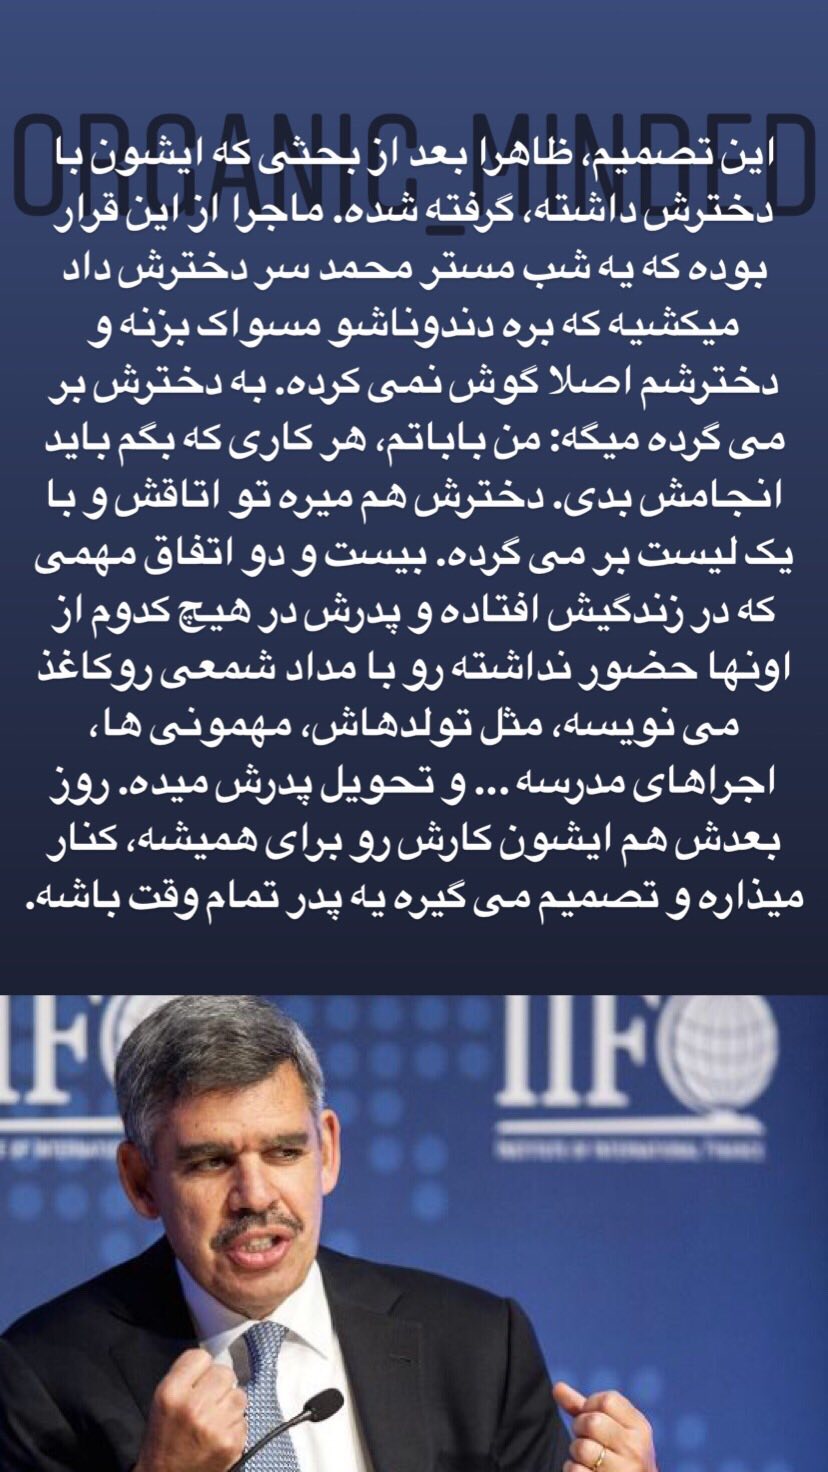 ORGANIC_MINDED
این تصمیم، ظاهرا بعد از بحثی که ایشون با
دخترش داشته، گرفته شده. ماجرا از این قرار
بوده که یه شب مستر محمد سر دخترش داد
میکشیه که بره دندوناشو مسواک بزنه و
دخترشم اصلا گوش نمی کرده. به دخترش بر
می گرده میگه: من باباتم، هر کاری که بگم باید
انجامش بدی. دخترش هم میره تو اتاقش و با
یک لیست بر می گرده. بیست و دو اتفاق مهمی
که در زندگیش افتاده و پدرش در هیچ کدوم از
اونها حضور نداشته رو با مداد شمعی روکاغذ
می نویسه، مثل تولدهاش، مهمونی ها،
اجراهای مدرسه ... و تحویل پدرش میده. روز
بعدش هم ایشون کارش رو برای همیشه، کنار
میذاره و تصمیم می گیره یه پدر تمام وقت باشه.
IIF
INSTITUTE OF INTERNATIONAL FINANCE